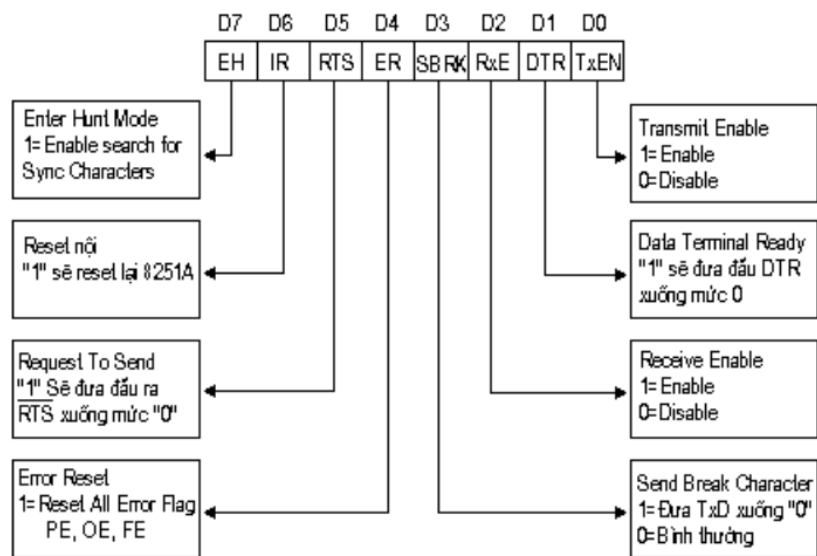 D7 D6 D5 D4 D3 D2 D1 D0
EH IR RTS ER SBRK RxE DTR TxEN
Enter Hunt Mode
1= Enable search for
Sync Characters
Transmit Enable
1= Enable
0= Disable
Reset nội
"1" sẽ reset lại 8251A
Data Terminal Ready
"1" sẽ đưa đầu DTR
xuống mức 0
Request To Send
"1" Sẽ đưa đầu ra
RTS xuống mức "0"
Receive Enable
1= Enable
0= Disable
Error Reset
1= Reset All Error Flag
PE, OE, FE
Send Break Character
1= Đưa TxD xuống "0"
0= Bình thường